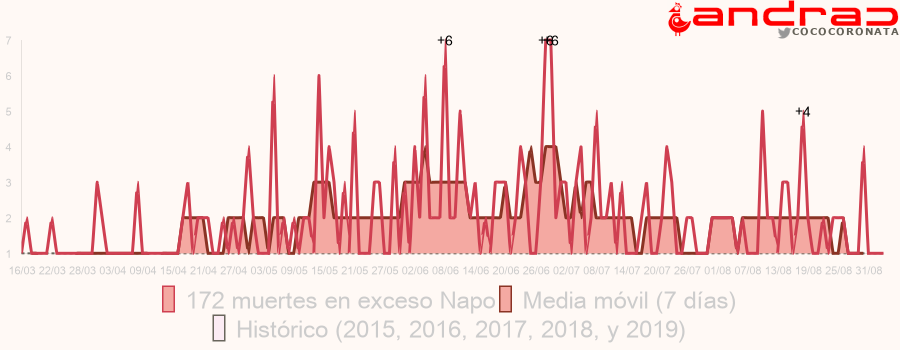 andrac
COCOCORONATA
+6 +6 +6
+4
7
6
5
4
3
2
1
16/03 22/03 28/03 03/04 09/04 15/04 21/04 27/04 03/05 09/05 15/05 21/05 27/05 02/06 08/06 14/06 20/06 26/06 02/07 08/07 14/07 20/07 26/07 01/08 07/08 13/08 19/08 25/08 31/08
172 muertes en exceso Napo Media móvil (7 días)
Histórico (2015, 2016, 2017, 2018, y 2019)